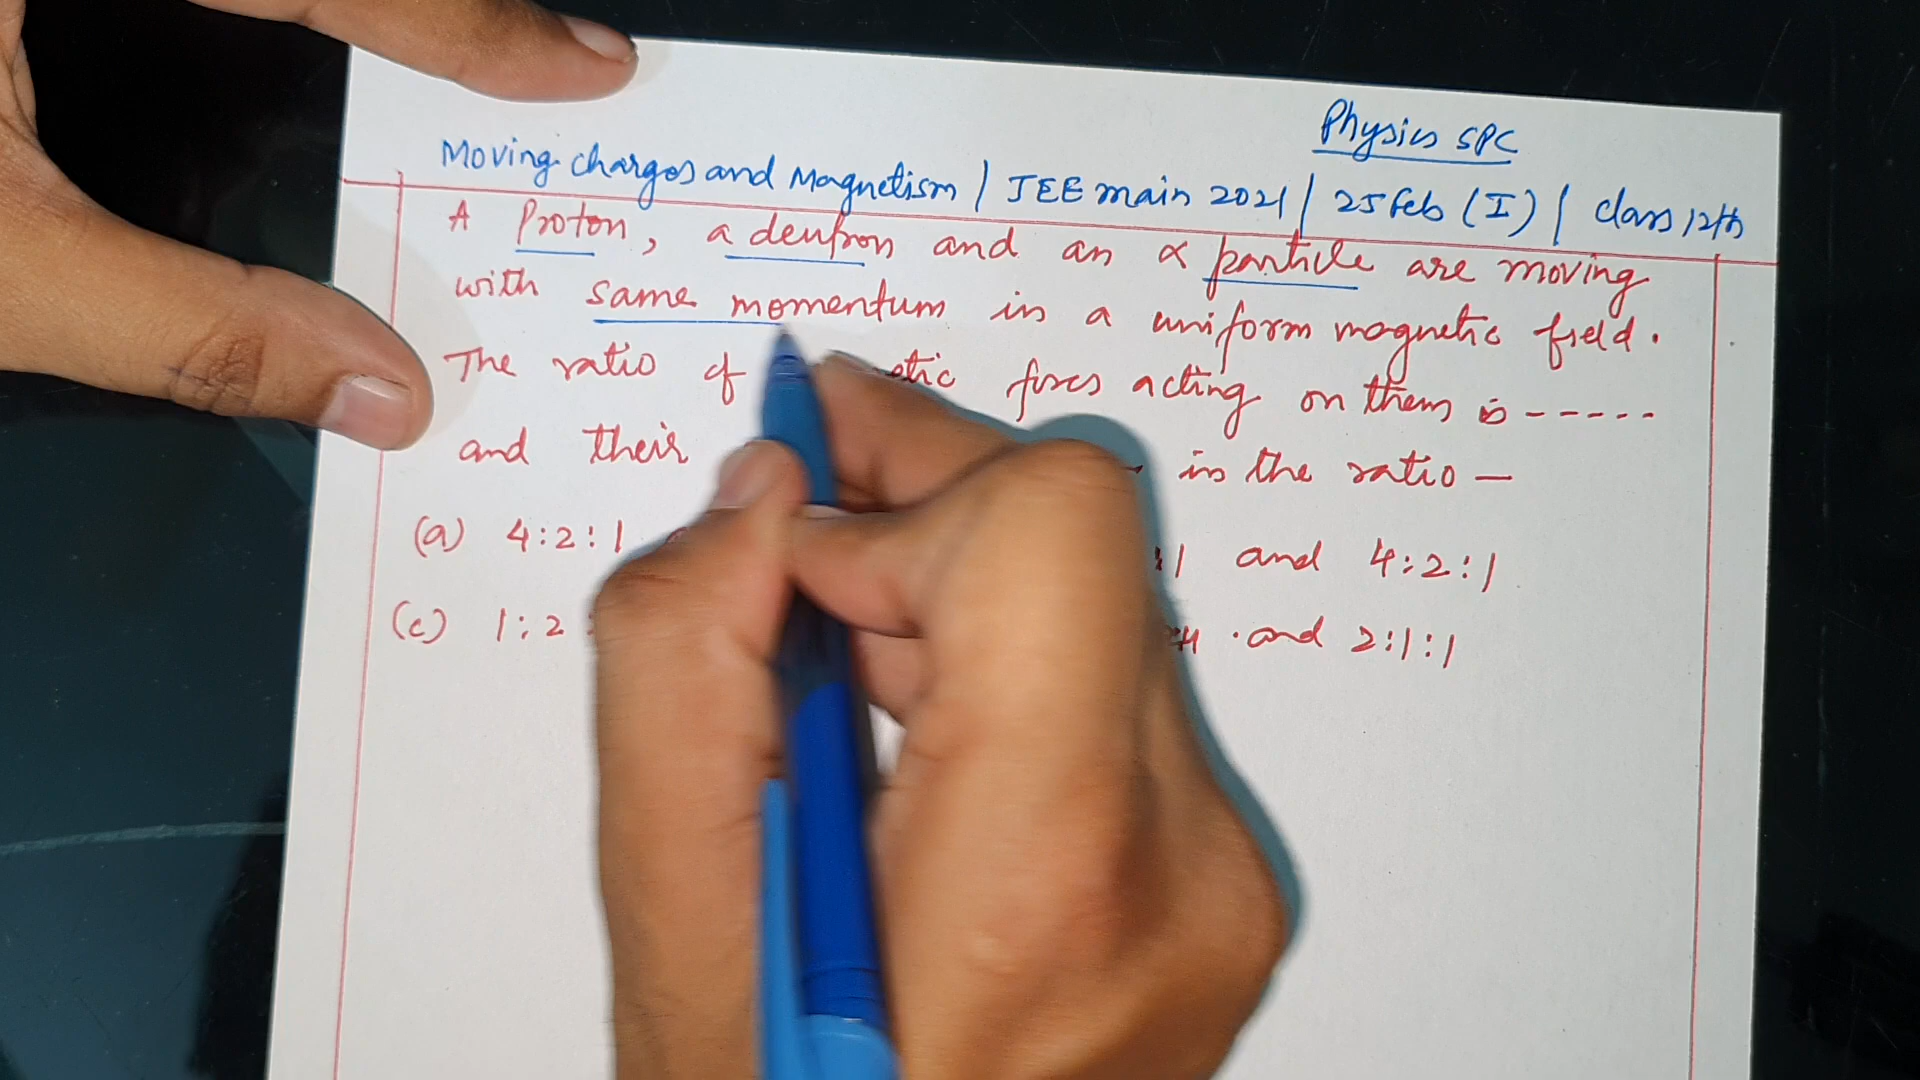 Physics SPC
Moving charges and Magnetism | JEE main 2021 | 25 Feb (I) | class 12th
A Proton, a deutron and an α particle are moving
with same momentum in a uniform magnetic field.
The ratio of etic forces acting on them is -----
and their in the ratio —
(a) 4:2:1 :1 and 4:2:1
(c) 1:2 and 2:1:1